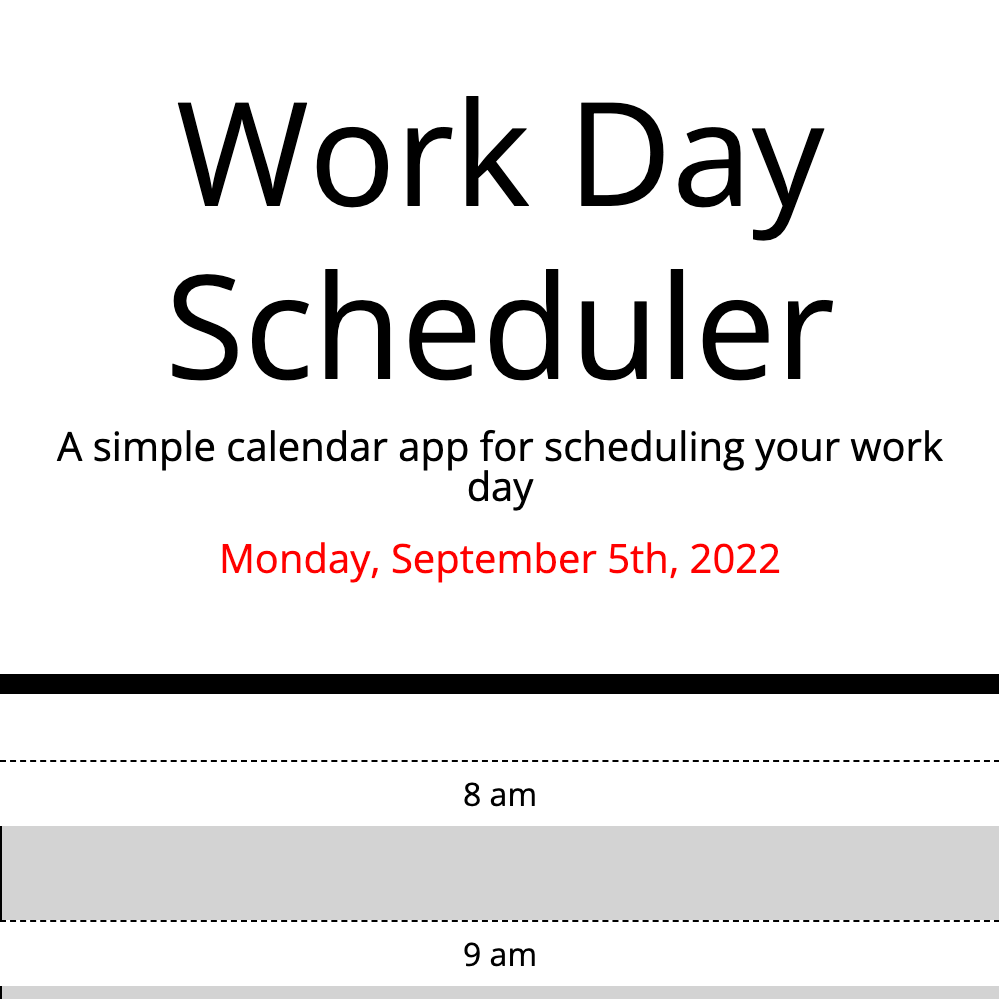 Work Day
Scheduler
A simple calendar app for scheduling your work
day
Monday, September 5th, 2022
8 am
9 am